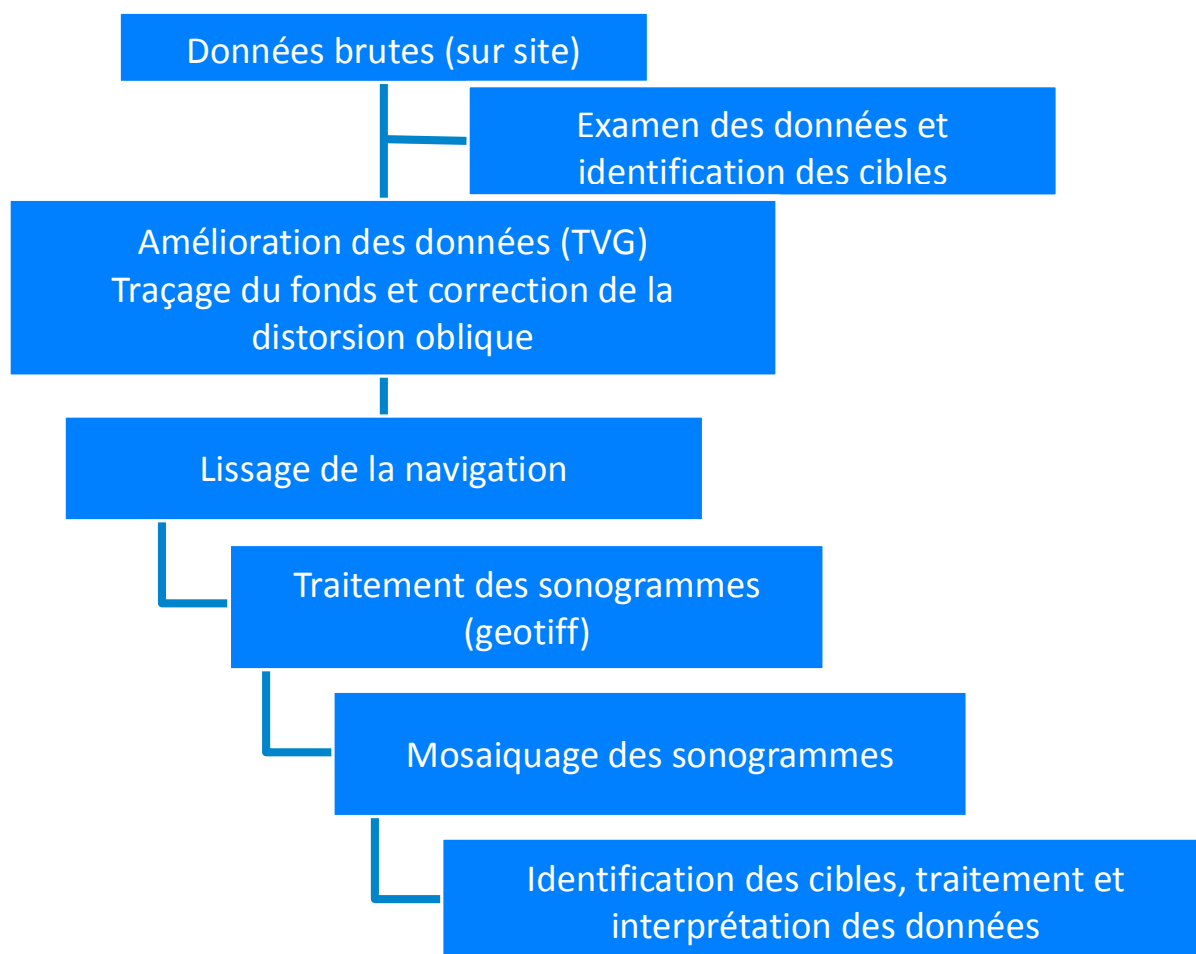 Données brutes (sur site)
Examen des données et
identification des cibles
Amélioration des données (TVG)
Traçage du fonds et correction de la
distorsion oblique
Lissage de la navigation
Traitement des sonogrammes
(geotiff)
Mosaiquage des sonogrammes
Identification des cibles, traitement et
interprétation des données